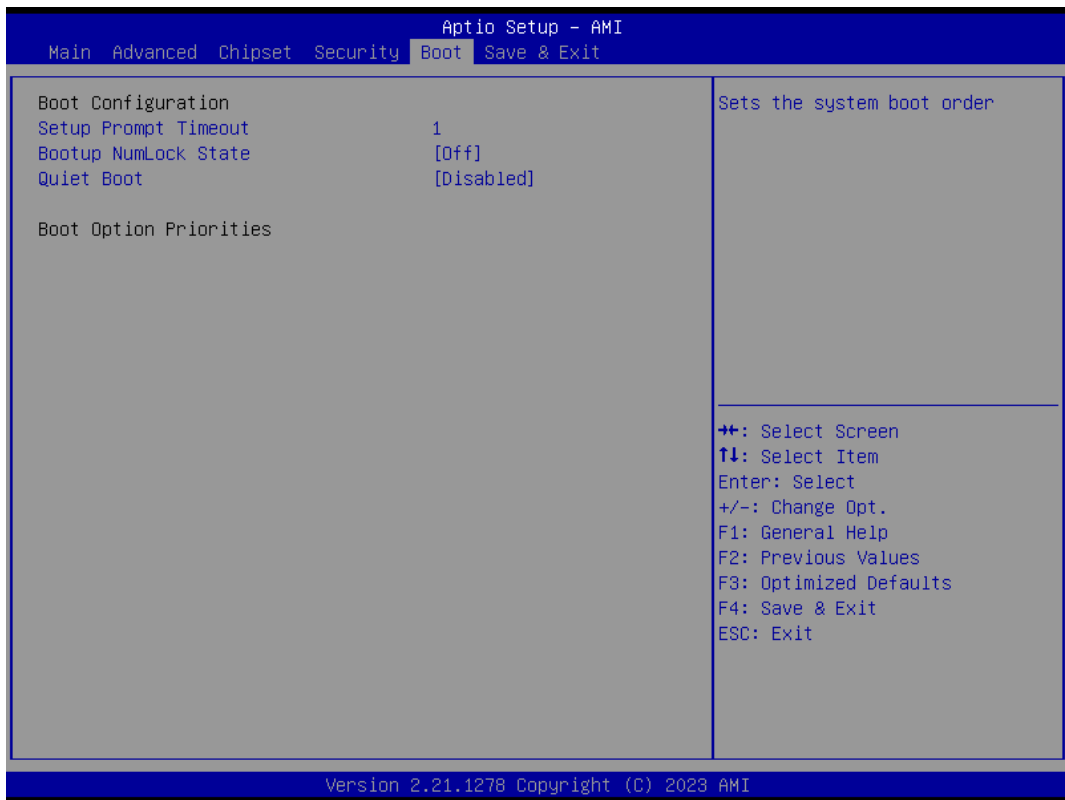 Aptio Setup – AMI
Main Advanced Chipset Security Boot Save & Exit
Boot Configuration
Setup Prompt Timeout 1
Bootup NumLock State [Off]
Quiet Boot [Disabled]
Boot Option Priorities
Sets the system boot order
→←: Select Screen
↑↓: Select Item
Enter: Select
+/-: Change Opt.
F1: General Help
F2: Previous Values
F3: Optimized Defaults
F4: Save & Exit
ESC: Exit
Version 2.21.1278 Copyright (C) 2023 AMI